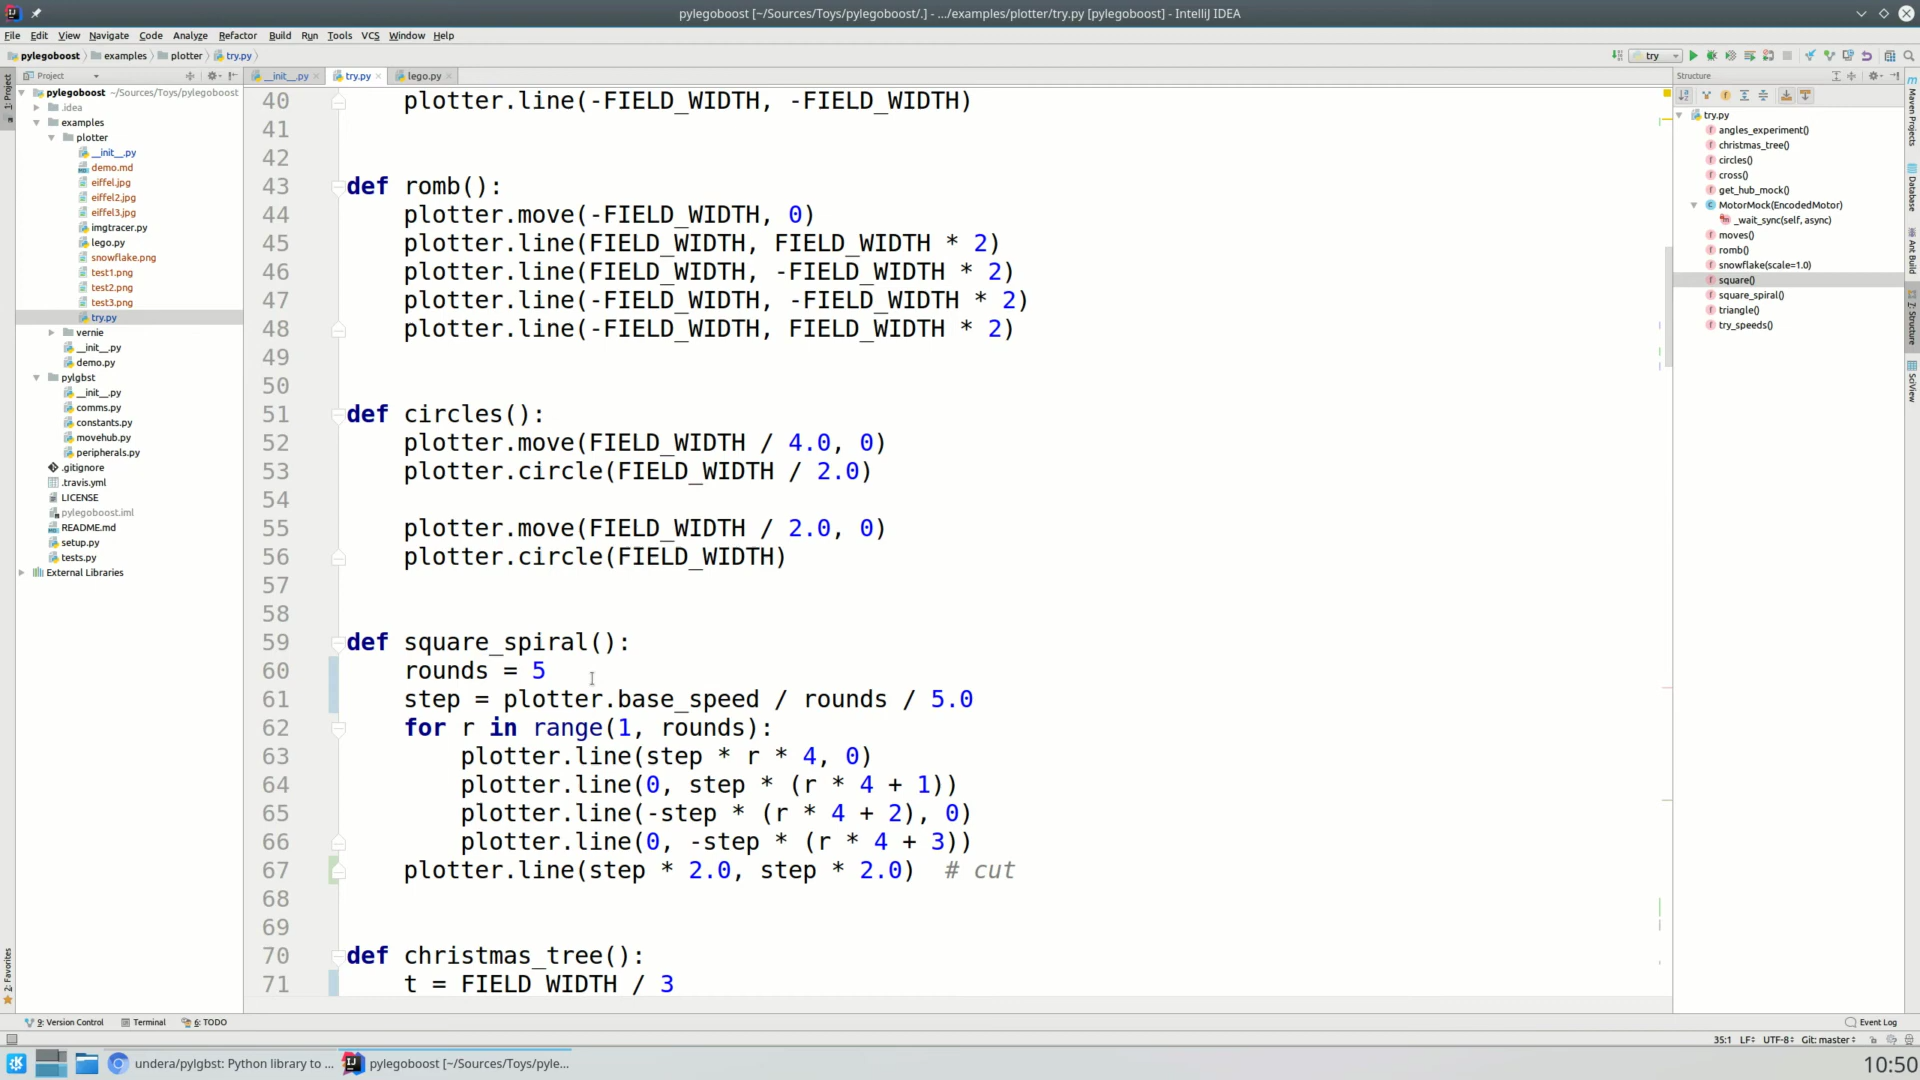 pylegoboost [~/Sources/Toys/pylegoboost/.] - .../examples/plotter/try.py [pylegoboost] - IntelliJ IDEA
File Edit View Navigate Code Analyze Refactor Build Run Tools VCS Window Help
pylegoboost examples plotter try.py
try
Project
__init__.py try.py lego.py
Structure
1: Project
pylegoboost ~/Sources/Toys/pylegoboost
.idea
examples
plotter
__init__.py
demo.md
eiffel.jpg
eiffel2.jpg
eiffel3.jpg
imgtracer.py
lego.py
snowflake.png
test1.png
test2.png
test3.png
try.py
vernie
__init__.py
demo.py
pylgbst
__init__.py
comms.py
constants.py
movehub.py
peripherals.py
.gitignore
.travis.yml
LICENSE
pylegoboost.iml
README.md
setup.py
tests.py
External Libraries
2: Favorites
40 plotter.line(-FIELD_WIDTH, -FIELD_WIDTH)
41
42
43 def romb():
44 plotter.move(-FIELD_WIDTH, 0)
45 plotter.line(FIELD_WIDTH, FIELD_WIDTH * 2)
46 plotter.line(FIELD_WIDTH, -FIELD_WIDTH * 2)
47 plotter.line(-FIELD_WIDTH, -FIELD_WIDTH * 2)
48 plotter.line(-FIELD_WIDTH, FIELD_WIDTH * 2)
49
50
51 def circles():
52 plotter.move(FIELD_WIDTH / 4.0, 0)
53 plotter.circle(FIELD_WIDTH / 2.0)
54
55 plotter.move(FIELD_WIDTH / 2.0, 0)
56 plotter.circle(FIELD_WIDTH)
57
58
59 def square_spiral():
60 rounds = 5
61 step = plotter.base_speed / rounds / 5.0
62 for r in range(1, rounds):
63 plotter.line(step * r * 4, 0)
64 plotter.line(0, step * (r * 4 + 1))
65 plotter.line(-step * (r * 4 + 2), 0)
66 plotter.line(0, -step * (r * 4 + 3))
67 plotter.line(step * 2.0, step * 2.0) # cut
68
69
70 def christmas_tree():
71 t = FIELD_WIDTH / 3
try.py
angles_experiment()
christmas_tree()
circles()
cross()
get_hub_mock()
MotorMock(EncodedMotor)
_wait_sync(self, async)
moves()
romb()
snowflake(scale=1.0)
square()
square_spiral()
triangle()
try_speeds()
Maven Projects
Database
Ant Build
7: Structure
SciView
9: Version Control Terminal 6: TODO
Event Log
35:1 LF UTF-8 Git: master
undera/pylgbst: Python library to ...
pylegoboost [~/Sources/Toys/pyle...
10:50